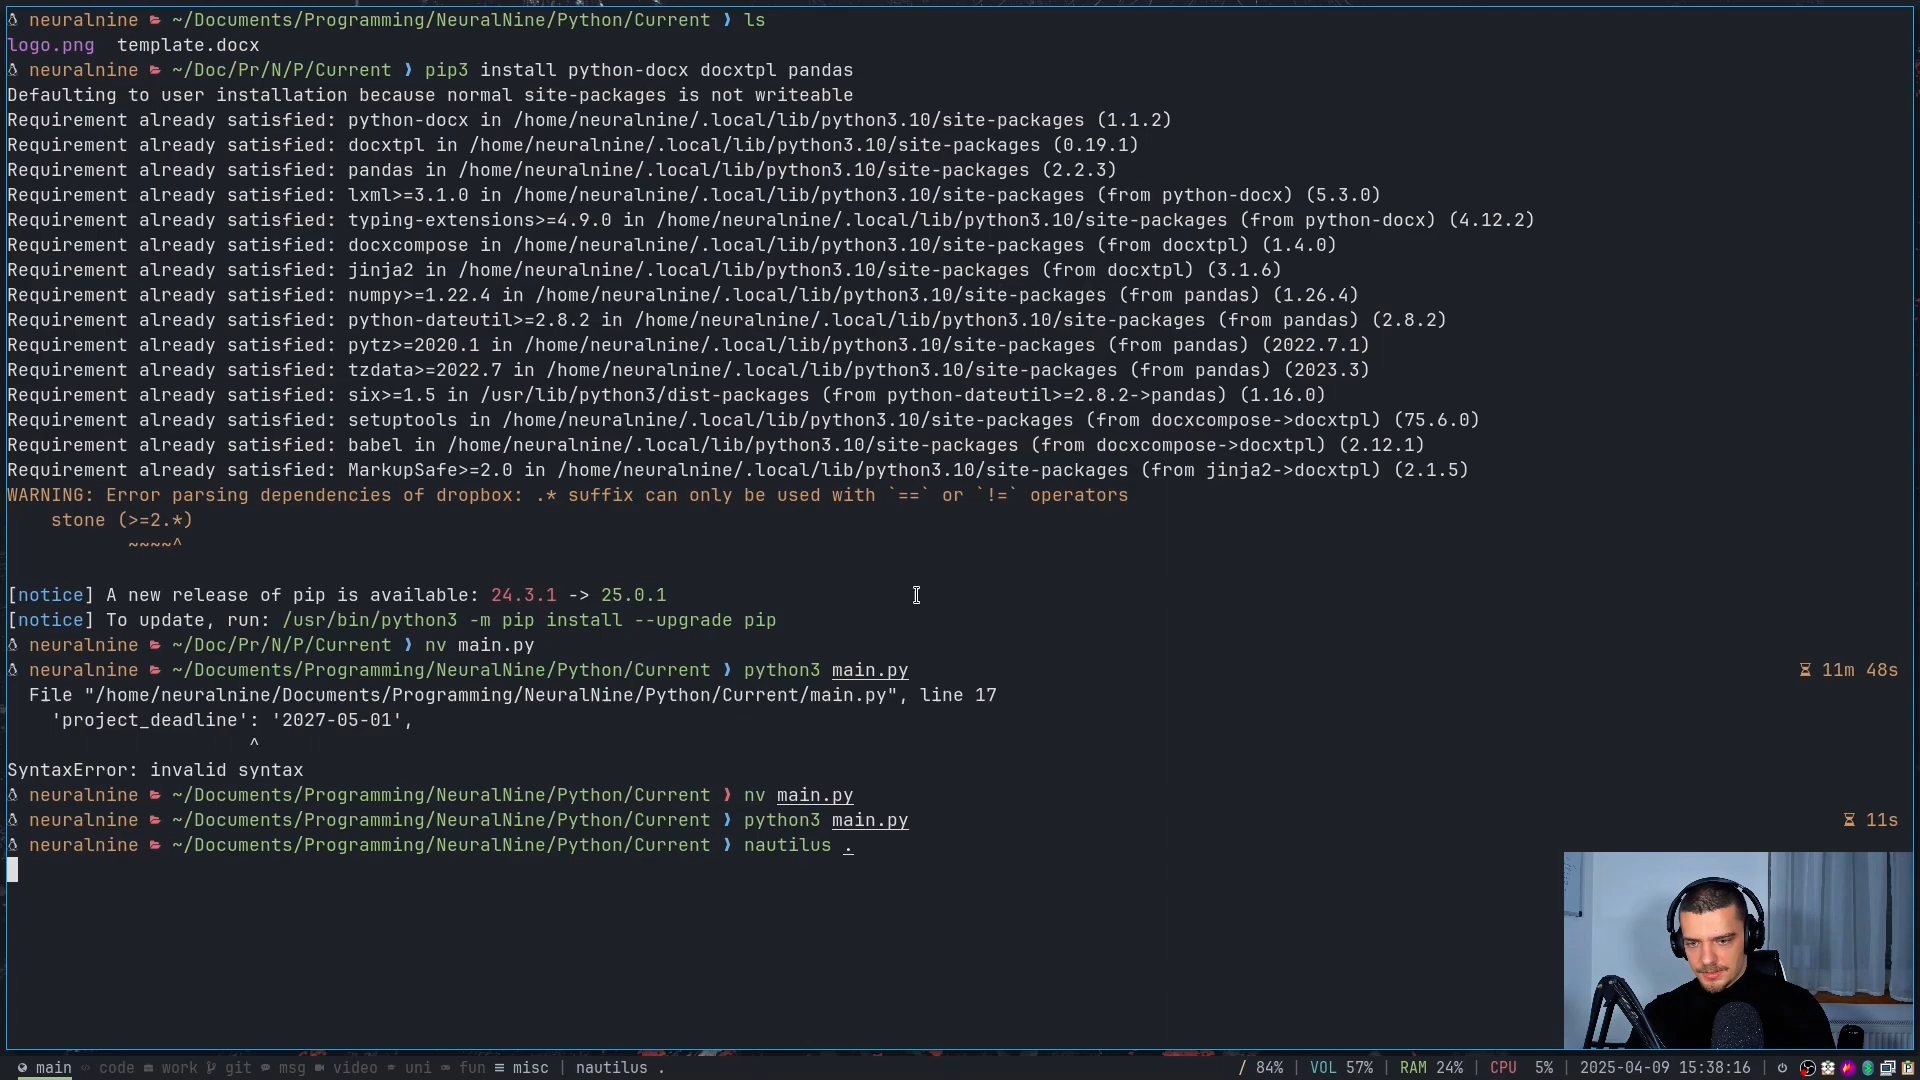 neuralnine ~/Documents/Programming/NeuralNine/Python/Current ❯ ls
logo.png  template.docx
neuralnine ~/Doc/Pr/N/P/Current ❯ pip3 install python-docx docxtpl pandas
Defaulting to user installation because normal site-packages is not writeable
Requirement already satisfied: python-docx in /home/neuralnine/.local/lib/python3.10/site-packages (1.1.2)
Requirement already satisfied: docxtpl in /home/neuralnine/.local/lib/python3.10/site-packages (0.19.1)
Requirement already satisfied: pandas in /home/neuralnine/.local/lib/python3.10/site-packages (2.2.3)
Requirement already satisfied: lxml>=3.1.0 in /home/neuralnine/.local/lib/python3.10/site-packages (from python-docx) (5.3.0)
Requirement already satisfied: typing-extensions>=4.9.0 in /home/neuralnine/.local/lib/python3.10/site-packages (from python-docx) (4.12.2)
Requirement already satisfied: docxcompose in /home/neuralnine/.local/lib/python3.10/site-packages (from docxtpl) (1.4.0)
Requirement already satisfied: jinja2 in /home/neuralnine/.local/lib/python3.10/site-packages (from docxtpl) (3.1.6)
Requirement already satisfied: numpy>=1.22.4 in /home/neuralnine/.local/lib/python3.10/site-packages (from pandas) (1.26.4)
Requirement already satisfied: python-dateutil>=2.8.2 in /home/neuralnine/.local/lib/python3.10/site-packages (from pandas) (2.8.2)
Requirement already satisfied: pytz>=2020.1 in /home/neuralnine/.local/lib/python3.10/site-packages (from pandas) (2022.7.1)
Requirement already satisfied: tzdata>=2022.7 in /home/neuralnine/.local/lib/python3.10/site-packages (from pandas) (2023.3)
Requirement already satisfied: six>=1.5 in /usr/lib/python3/dist-packages (from python-dateutil>=2.8.2->pandas) (1.16.0)
Requirement already satisfied: setuptools in /home/neuralnine/.local/lib/python3.10/site-packages (from docxcompose->docxtpl) (75.6.0)
Requirement already satisfied: babel in /home/neuralnine/.local/lib/python3.10/site-packages (from docxcompose->docxtpl) (2.12.1)
Requirement already satisfied: MarkupSafe>=2.0 in /home/neuralnine/.local/lib/python3.10/site-packages (from jinja2->docxtpl) (2.1.5)
WARNING: Error parsing dependencies of dropbox: .* suffix can only be used with `==` or `!=` operators
    stone (>=2.*)
           ~~~~^
[notice] A new release of pip is available: 24.3.1 -> 25.0.1
[notice] To update, run: /usr/bin/python3 -m pip install --upgrade pip
neuralnine ~/Doc/Pr/N/P/Current ❯ nv main.py
neuralnine ~/Documents/Programming/NeuralNine/Python/Current ❯ python3 main.py 11m 48s
  File "/home/neuralnine/Documents/Programming/NeuralNine/Python/Current/main.py", line 17
    'project_deadline': '2027-05-01',
                      ^
SyntaxError: invalid syntax
neuralnine ~/Documents/Programming/NeuralNine/Python/Current ❯ nv main.py
neuralnine ~/Documents/Programming/NeuralNine/Python/Current ❯ python3 main.py 11s
neuralnine ~/Documents/Programming/NeuralNine/Python/Current ❯ nautilus .
main code work git msg video uni fun misc | nautilus . / 84% | VOL 57% | RAM 24% | CPU 5% | 2025-04-09 15:38:16 |